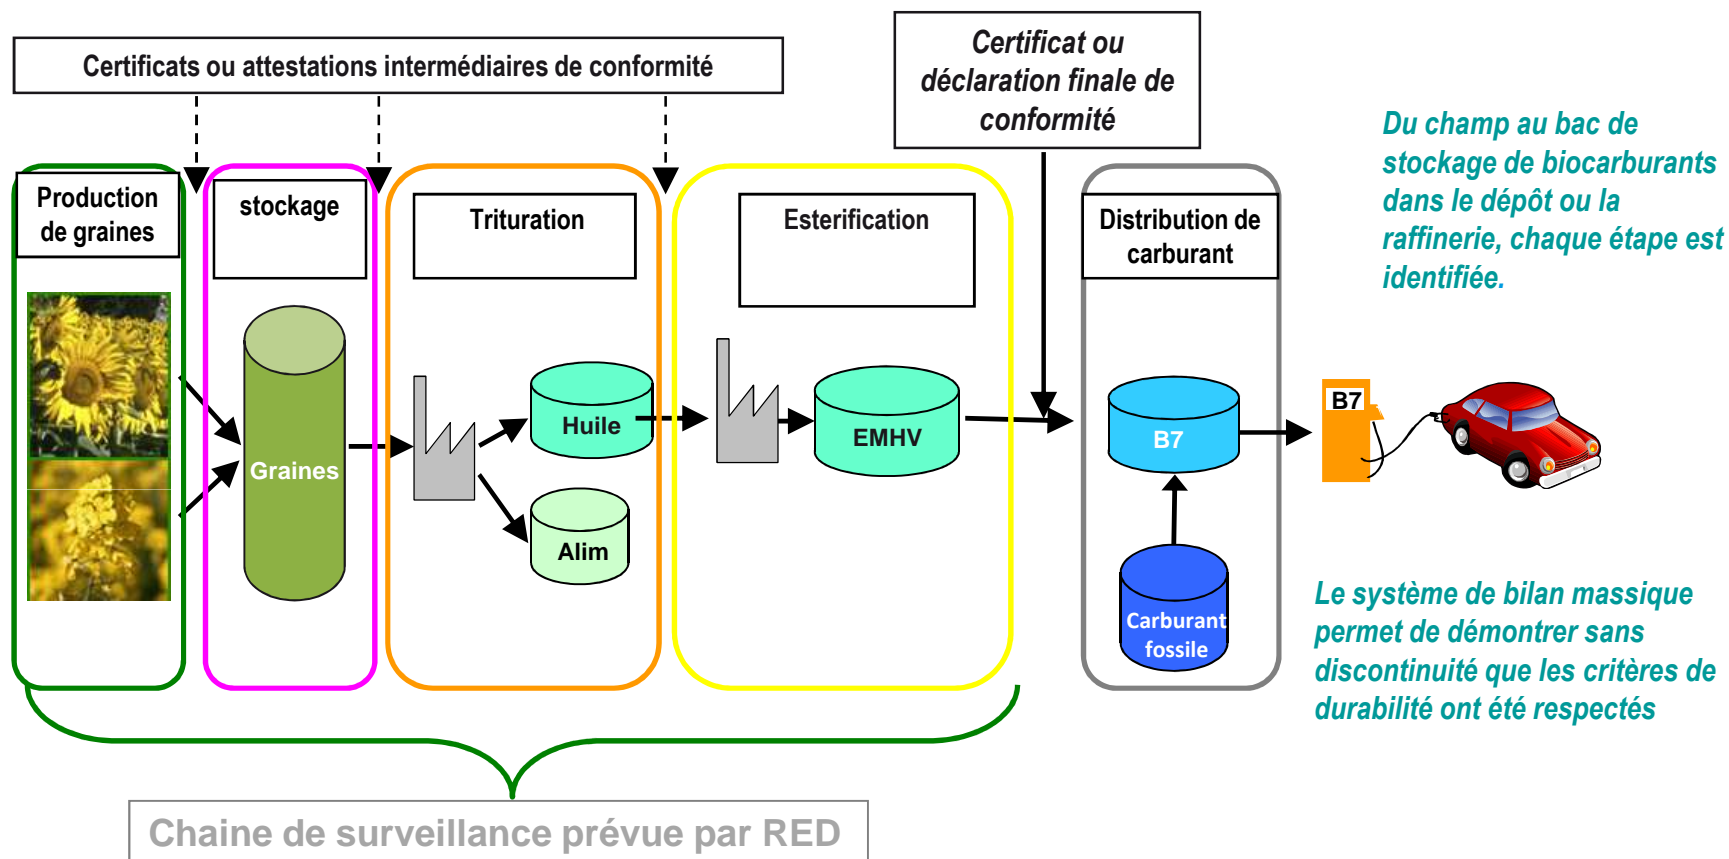 Certificats ou attestations intermédiaires de conformité
Certificat ou
déclaration finale de
conformité
Du champ au bac de
stockage de biocarburants
dans le dépôt ou la
raffinerie, chaque étape est
identifiée.
Production
de graines
stockage
Trituration
Esterification
Distribution de
carburant
Graines
Huile
Alim
EMHV
B7
Carburant
fossile
B7
Le système de bilan massique
permet de démontrer sans
discontinuité que les critères de
durabilité ont été respectés
Chaine de surveillance prévue par RED